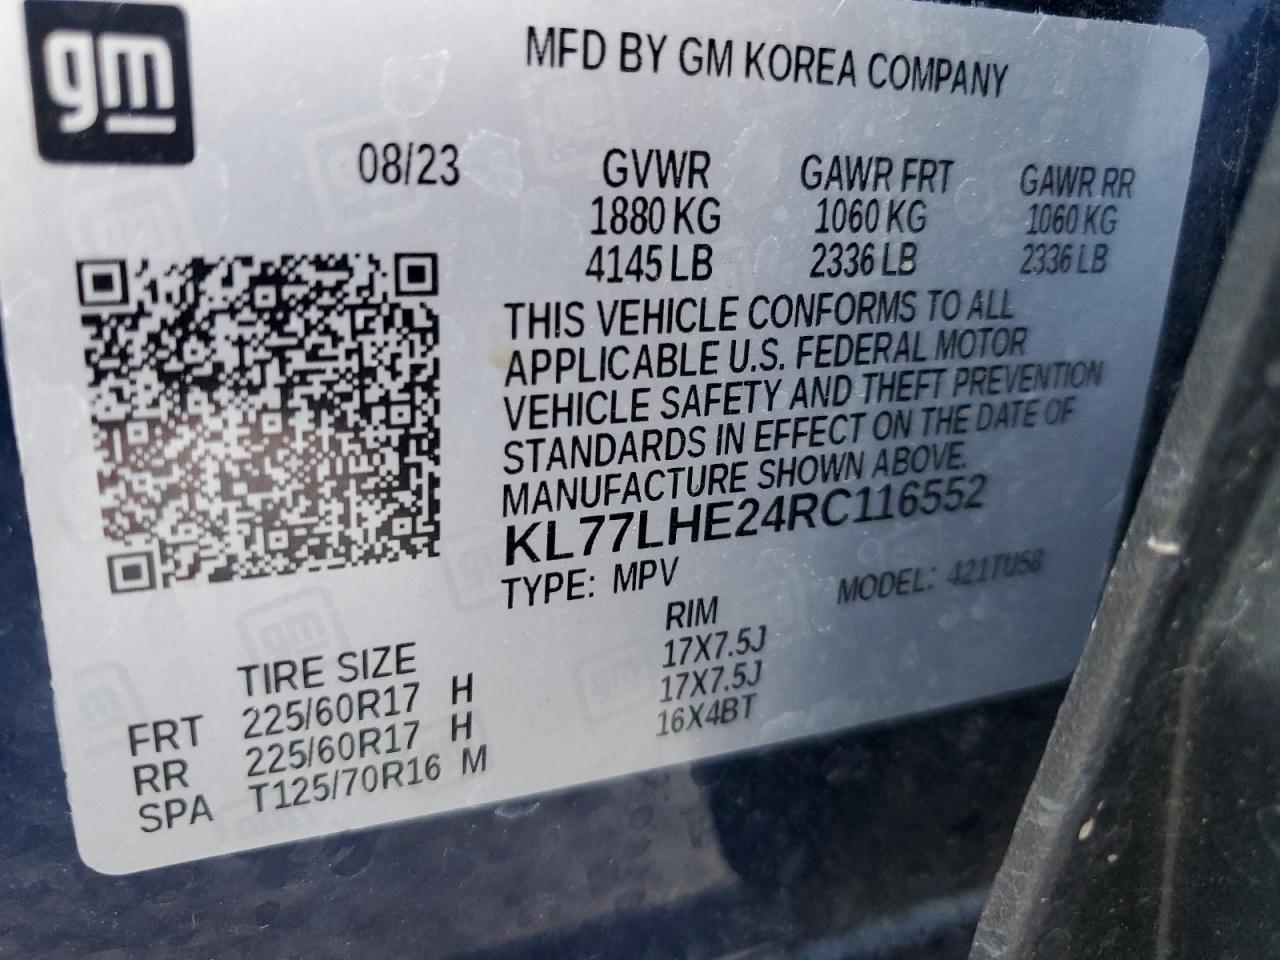 gm
MFD BY GM KOREA COMPANY
08/23
GVWR GAWR FRT GAWR RR
1880 KG 1060 KG 1060 KG
4145 LB 2336 LB 2336 LB
THIS VEHICLE CONFORMS TO ALL
APPLICABLE U.S. FEDERAL MOTOR
VEHICLE SAFETY AND THEFT PREVENTION
STANDARDS IN EFFECT ON THE DATE OF
MANUFACTURE SHOWN ABOVE.
KL77LHE24RC116552
TYPE: MPV MODEL: 421TU58
TIRE SIZE RIM
FRT 225/60R17 H 17X7.5J
RR 225/60R17 H 17X7.5J
SPA T125/70R16 M 16X4BT